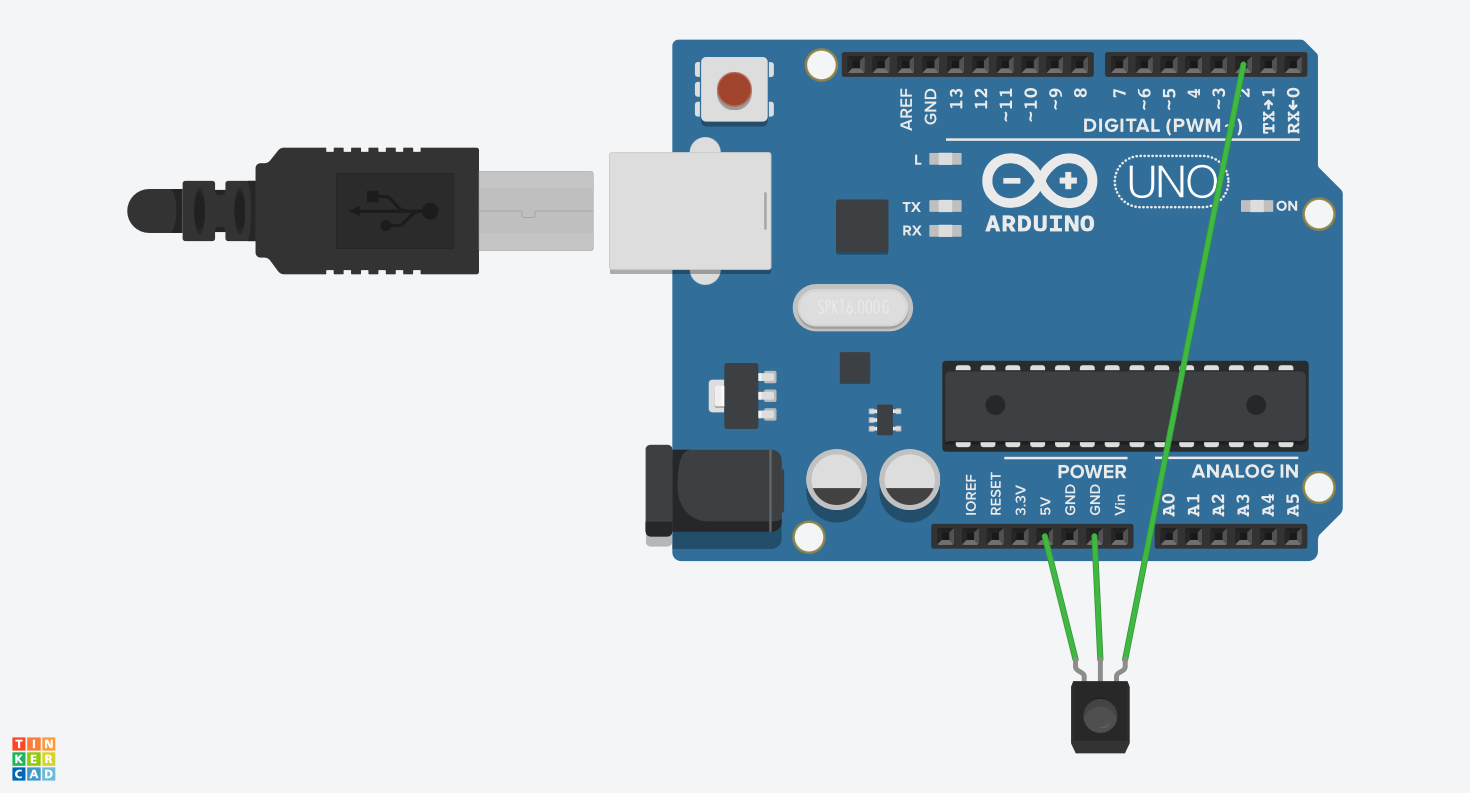 AREF
GND
13
12
~11
~10
~9
8
7
~6
~5
4
~3
2
TX→1
RX←0
DIGITAL (PWM~)
L
TX
RX
UNO
ARDUINO
ON
SPK16.000G
POWER
ANALOG IN
IOREF
RESET
3.3V
5V
GND
GND
Vin
A0
A1
A2
A3
A4
A5
TIN
KER
CAD